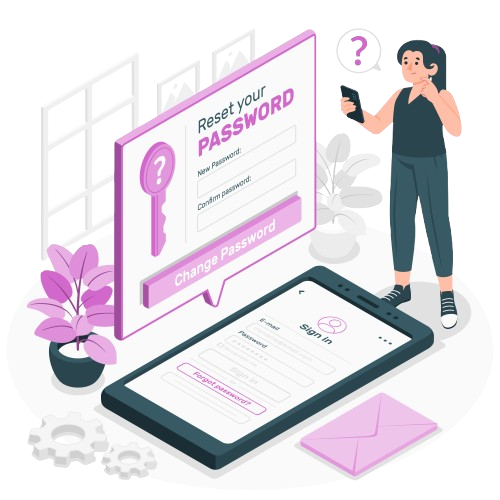 ?
Reset your
PASSWORD
?
New Password:
Confirm password:
Change Password
Sign in
E-mail
Password
Sign in
Forgot password?